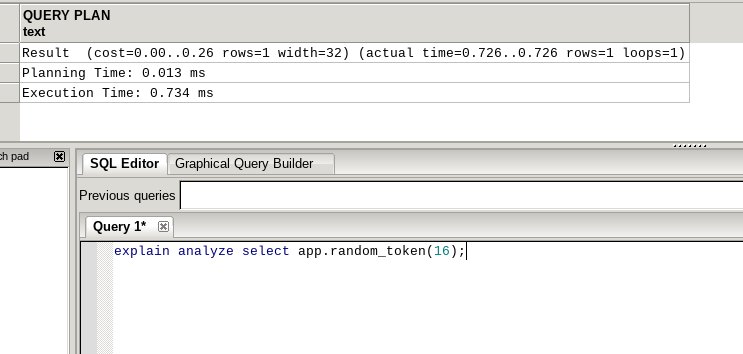 QUERY PLAN
text
Result  (cost=0.00..0.26 rows=1 width=32) (actual time=0.726..0.726 rows=1 loops=1)
Planning Time: 0.013 ms
Execution Time: 0.734 ms
ch pad
SQL Editor Graphical Query Builder
Previous queries
Query 1*
explain analyze select app.random_token(16);